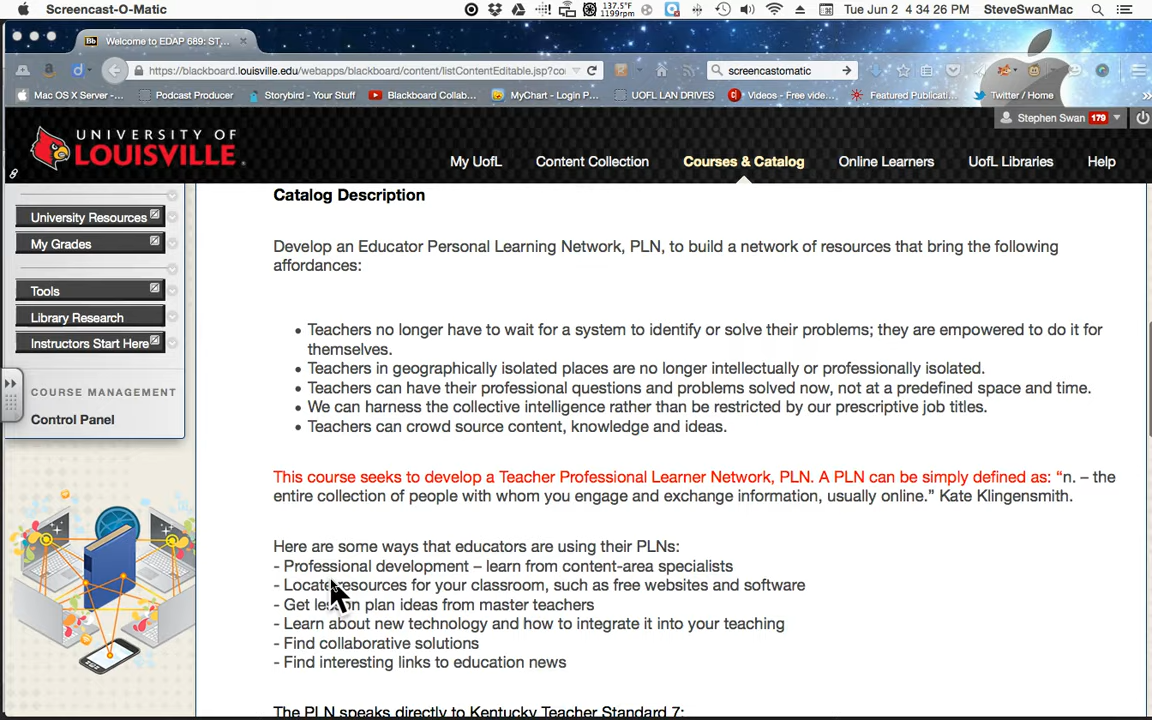 Screencast-O-Matic
137.5°F
1199rpm
Tue Jun 2 4:34:26 PM SteveSwanMac
Bb Welcome to EDAP 689: ST,...
https://blackboard.louisville.edu/webapps/blackboard/content/listContentEditable.jsp?co
screencastomatic
Mac OS X Server -...
Podcast Producer
Storybird - Your Stuff
Blackboard Collab...
MyChart - Login P...
UOFL LAN DRIVES
Videos - Free vide...
Featured Publicati...
Twitter / Home
Stephen Swan 179
UNIVERSITY OF
LOUISVILLE.
My UofL
Content Collection
Courses & Catalog
Online Learners
UofL Libraries
Help
University Resources
My Grades
Tools
Library Research
Instructors Start Here
COURSE MANAGEMENT
Control Panel
Catalog Description
Develop an Educator Personal Learning Network, PLN, to build a network of resources that bring the following
affordances:
• Teachers no longer have to wait for a system to identify or solve their problems; they are empowered to do it for
themselves.
• Teachers in geographically isolated places are no longer intellectually or professionally isolated.
• Teachers can have their professional questions and problems solved now, not at a predefined space and time.
• We can harness the collective intelligence rather than be restricted by our prescriptive job titles.
• Teachers can crowd source content, knowledge and ideas.
This course seeks to develop a Teacher Professional Learner Network, PLN. A PLN can be simply defined as: “n. – the
entire collection of people with whom you engage and exchange information, usually online.” Kate Klingensmith.
Here are some ways that educators are using their PLNs:
- Professional development – learn from content-area specialists
- Locate resources for your classroom, such as free websites and software
- Get lesson plan ideas from master teachers
- Learn about new technology and how to integrate it into your teaching
- Find collaborative solutions
- Find interesting links to education news
The PLN speaks directly to Kentucky Teacher Standard 7: